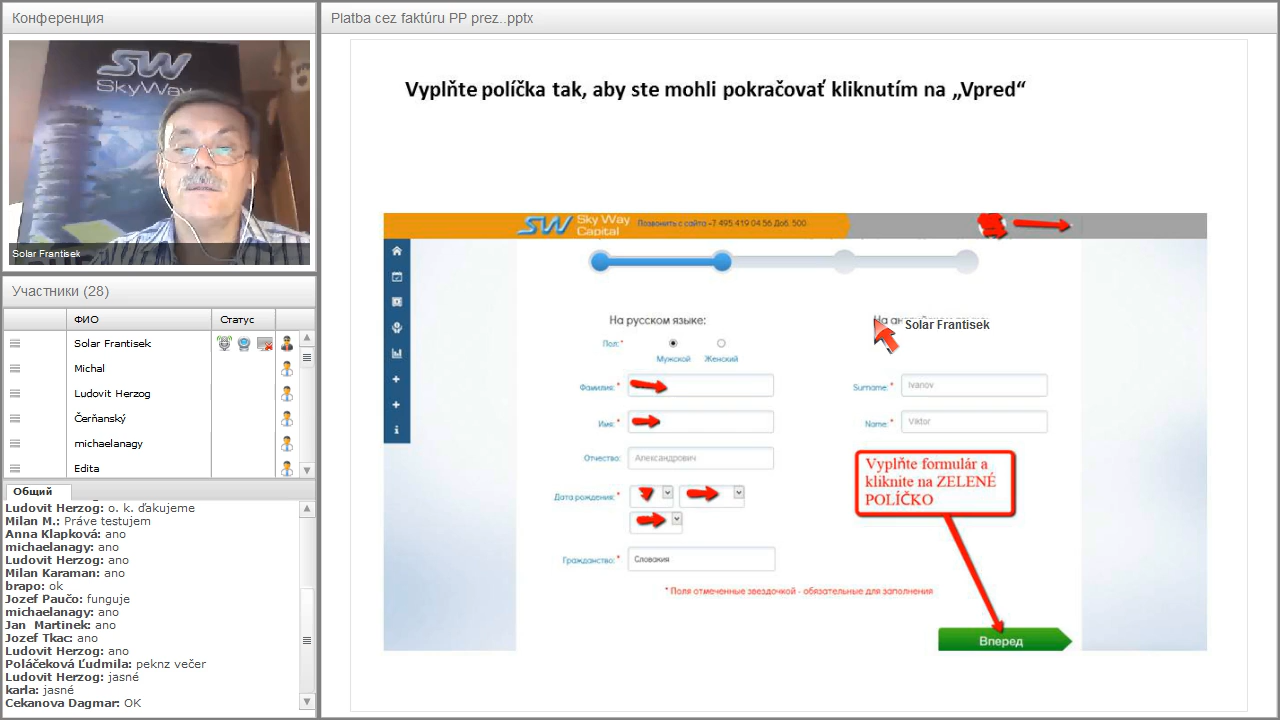 Конференция
SW
SkyWay
Solar Frantisek
Участники (28)
ФИО
Статус
Solar Frantisek
Michal
Ludovit Herzog
Čerňanský
michaelanagy
Edita
Общий
Ludovit Herzog: o. k. ďakujeme
Milan M.: Práve testujem
Anna Klapková: ano
michaelanagy: ano
Ludovit Herzog: ano
Milan Karaman: ano
brapo: ok
Jozef Paučo: funguje
michaelanagy: ano
Jan Martinek: ano
Jozef Tkac: ano
Ludovit Herzog: ano
Poláčeková Ľudmila: peknz večer
Ludovit Herzog: jasné
karla: jasné
Cekanova Dagmar: OK
Platba cez faktúru PP prez..pptx
Vyplňte políčka tak, aby ste mohli pokračovať kliknutím na „Vpred“
SW Sky Way Capital
Позвонить с сайта +7 495 419 04 56 Доб. 500
На русском языке:
Пол: *
Мужской Женский
Фамилия: *
Имя: *
Отчество: Александрович
Дата рождения: *
Гражданство: * Словакия
Solar Frantisek
Surname: * Ivanov
Name: * Viktor
Vyplňte formulár a
kliknite na ZELENÉ
POLÍČKO
* Поля отмеченные звездочкой - обязательные для заполнения
Вперед